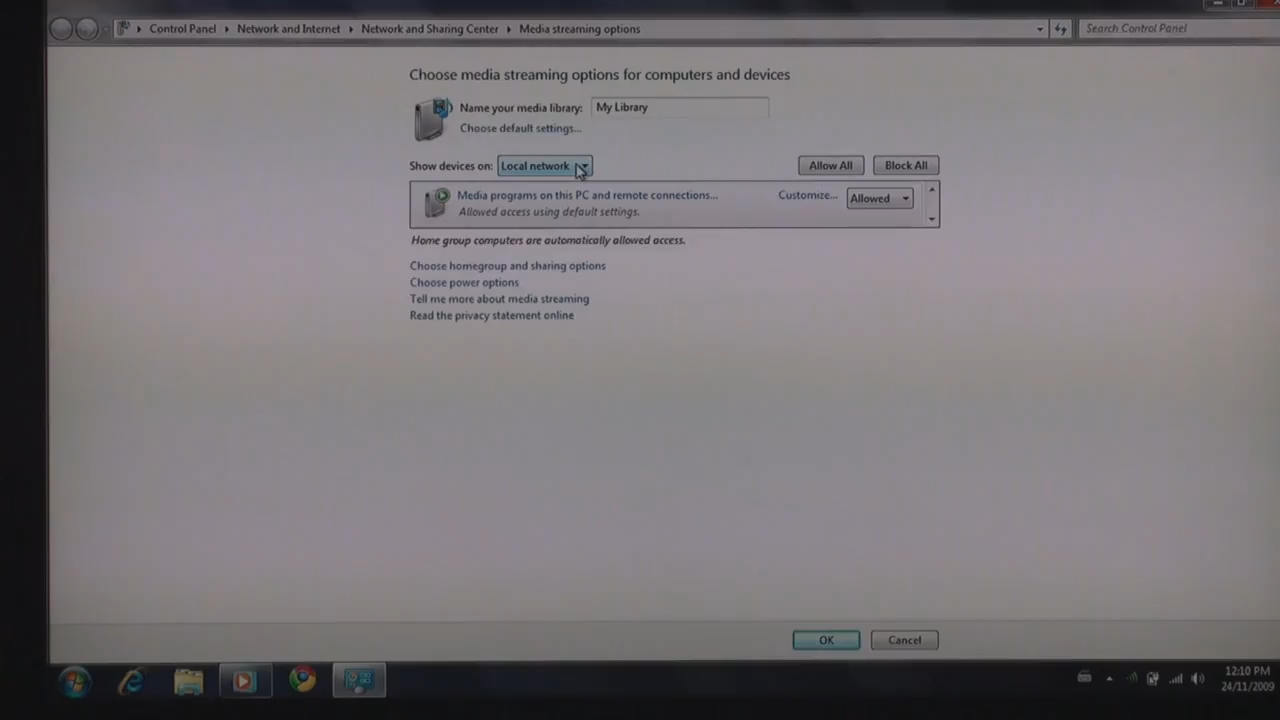 Control Panel Network and Internet Network and Sharing Center Media streaming options Search Control Panel
Choose media streaming options for computers and devices
Name your media library: My Library
Choose default settings...
Show devices on: Local network Allow All Block All
Media programs on this PC and remote connections... Customize... Allowed
Allowed access using default settings.
Home group computers are automatically allowed access.
Choose homegroup and sharing options
Choose power options
Tell me more about media streaming
Read the privacy statement online
OK Cancel
12:10 PM
24/11/2009